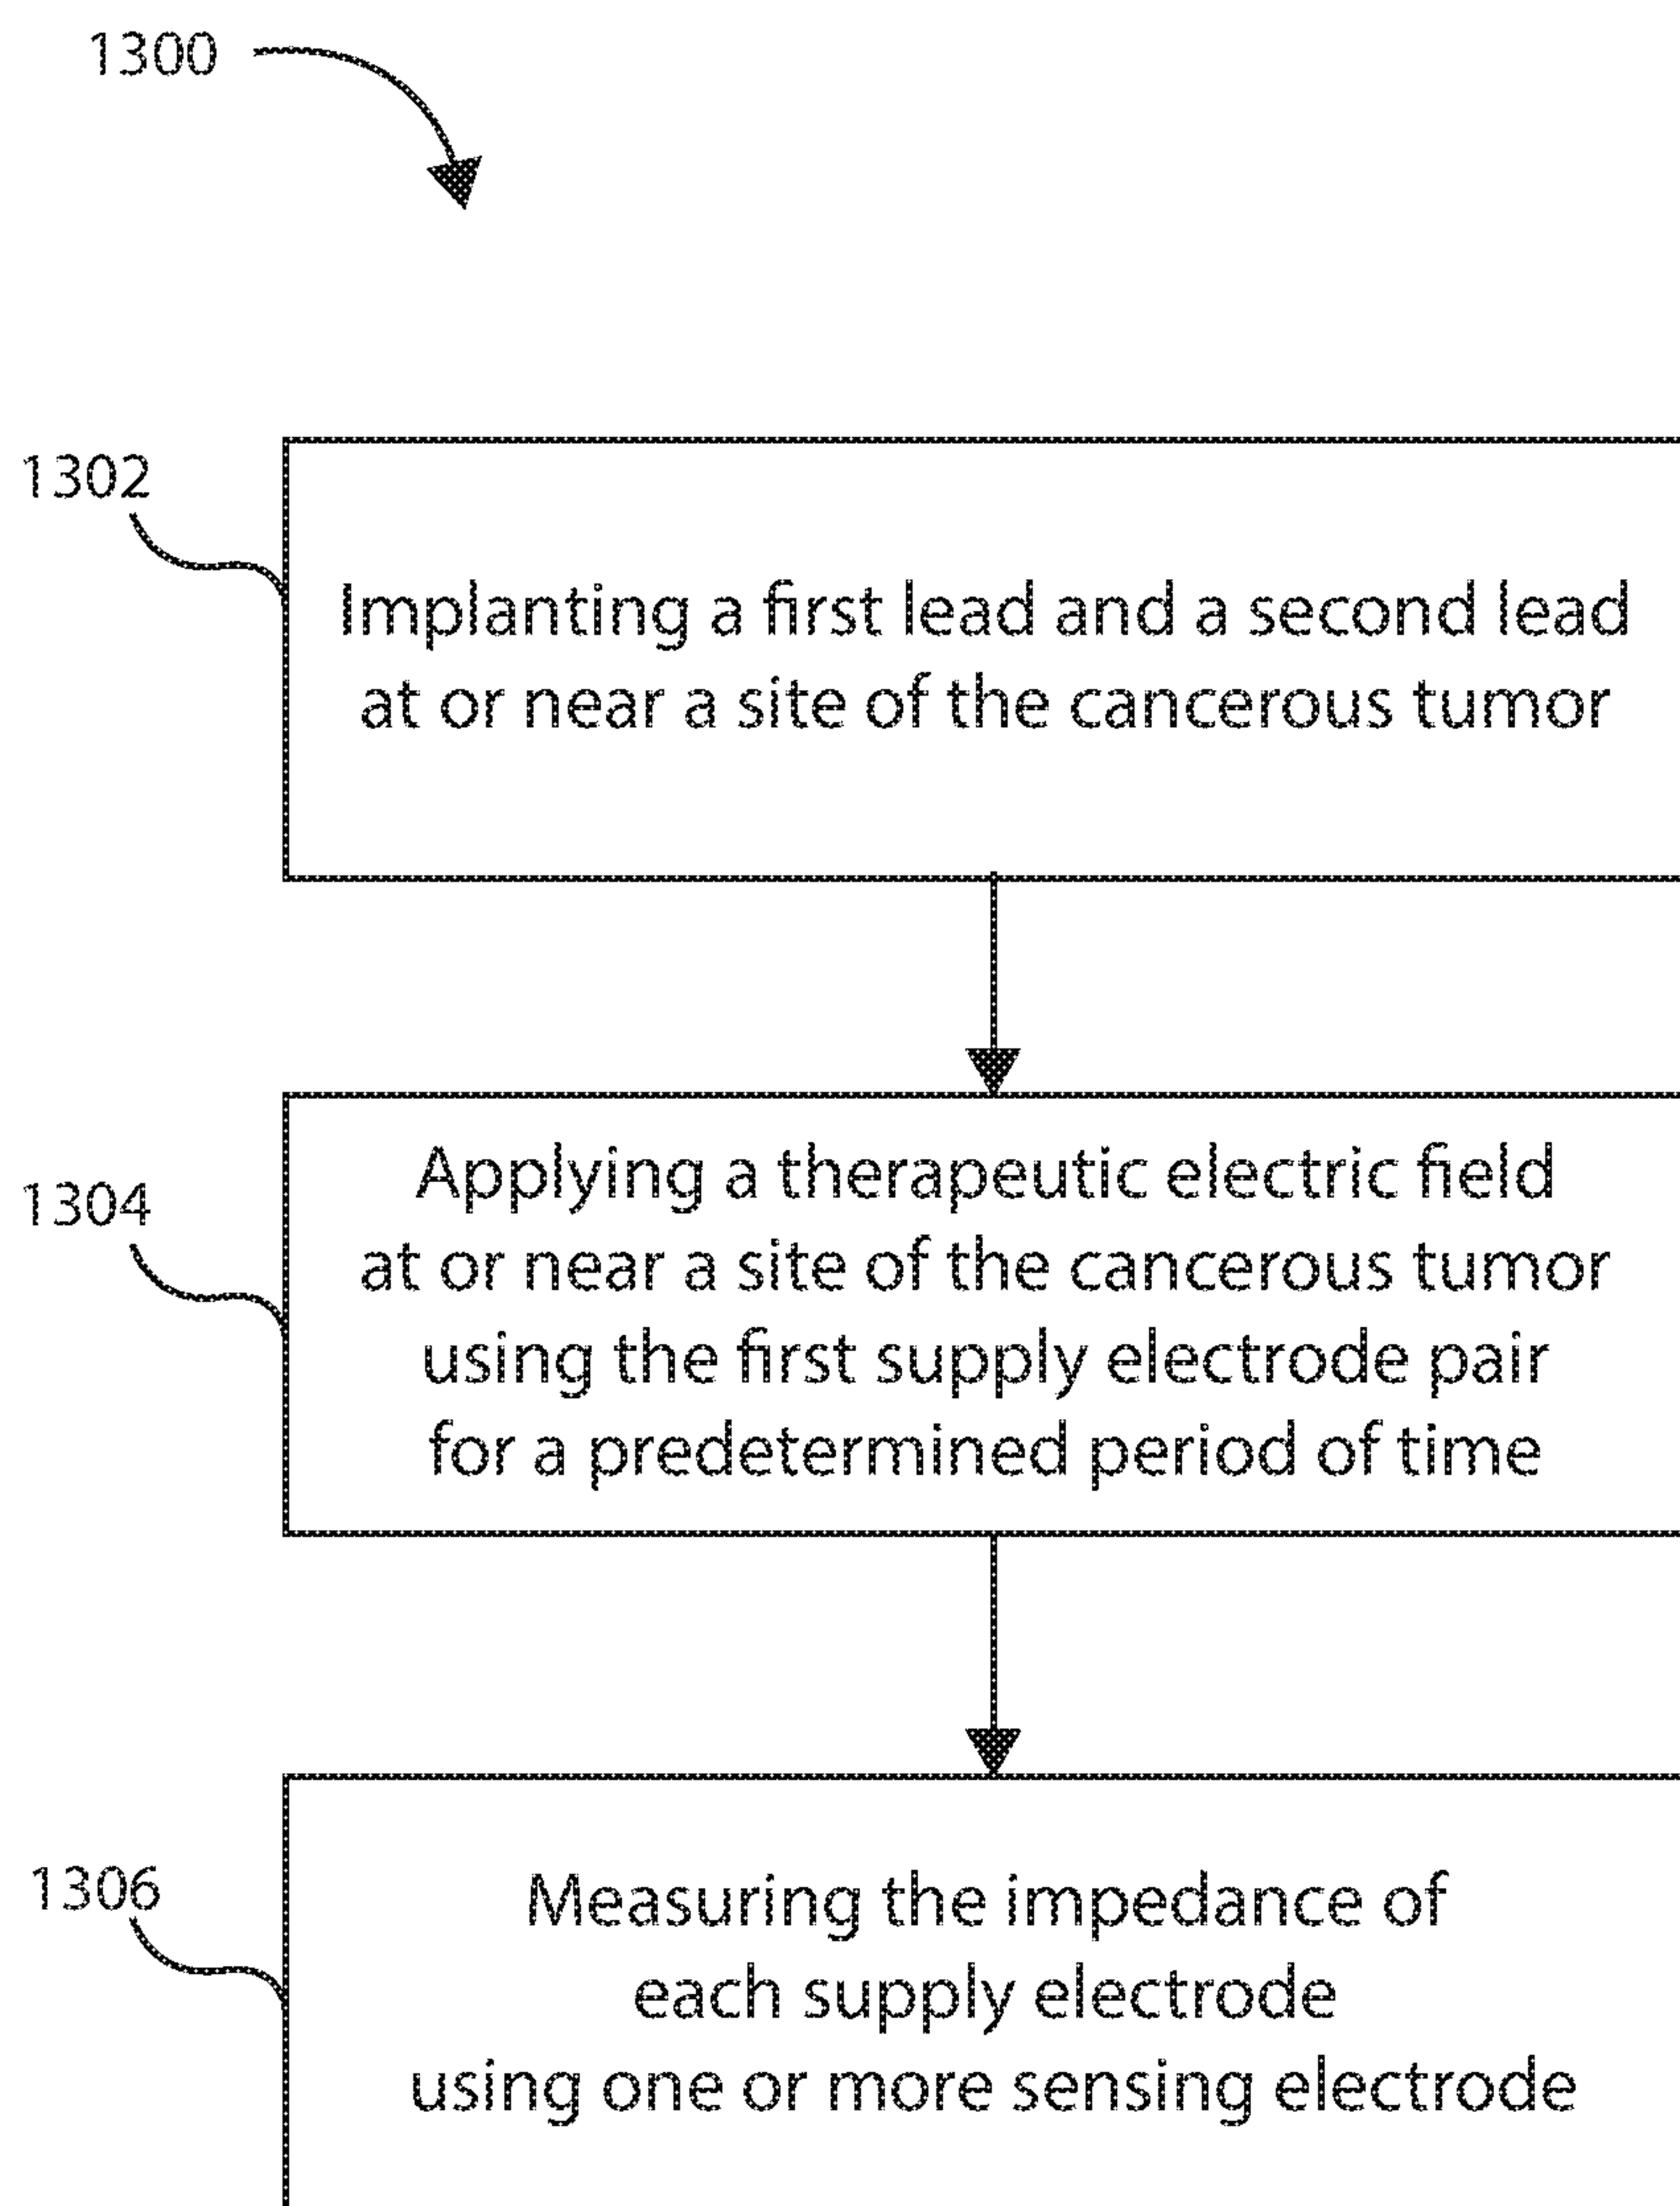 1300
1302
Implanting a first lead and a second lead
at or near a site of the cancerous tumor
1304
Applying a therapeutic electric field
at or near a site of the cancerous tumor
using the first supply electrode pair
for a predetermined period of time
1306
Measuring the impedance of
each supply electrode
using one or more sensing electrode